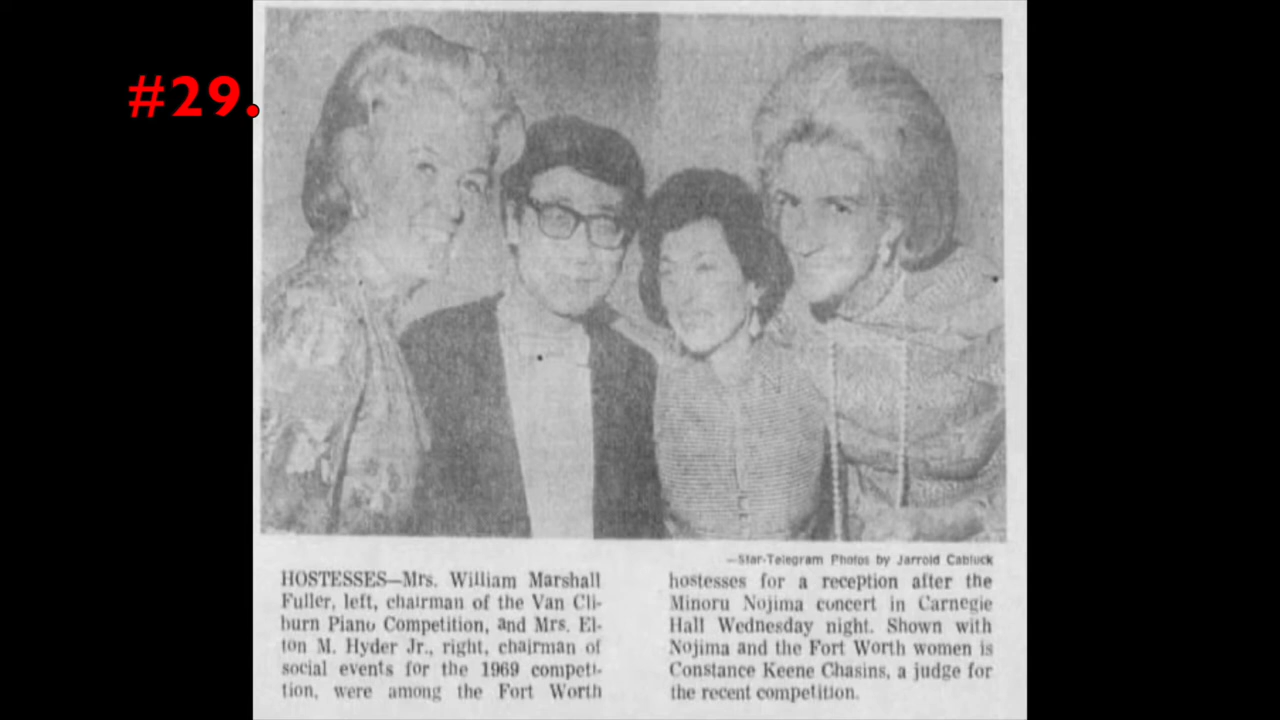 #29.
—Star-Telegram Photos by Jarrold Cabluck
HOSTESSES—Mrs. William Marshall
Fuller, left, chairman of the Van Cli-
burn Piano Competition, and Mrs. El-
ton M. Hyder Jr., right, chairman of
social events for the 1969 competi-
tion, were among the Fort Worth
hostesses for a reception after the
Minoru Nojima concert in Carnegie
Hall Wednesday night. Shown with
Nojima and the Fort Worth women is
Constance Keene Chasins, a judge for
the recent competition.